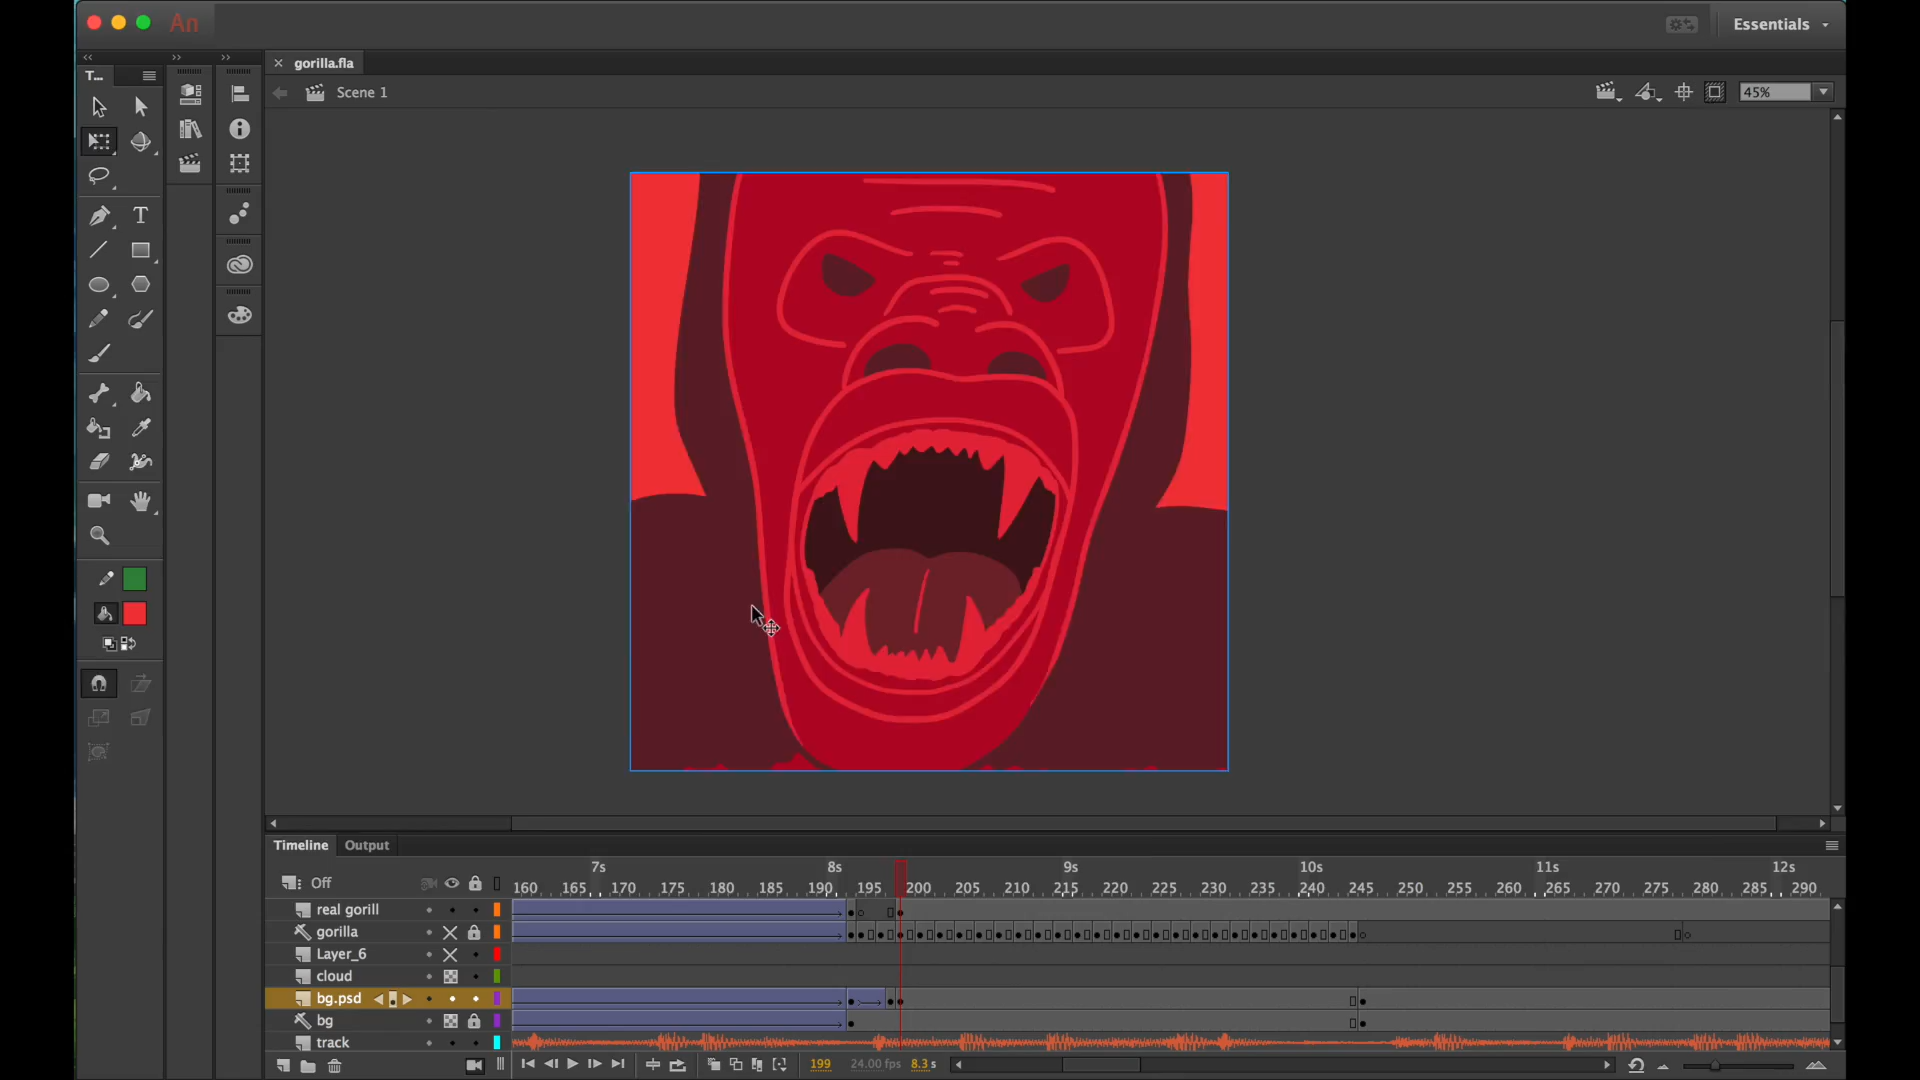 An
Essentials
T...
gorilla.fla
Scene 1
45%
T
Timeline
Output
7s 8s 9s 10s 11s 12s
Off
160 165 170 175 180 185 190 195 200 205 210 215 220 225 230 235 240 245 250 255 260 265 270 275 280 285 290
real gorill
gorilla
Layer_6
cloud
bg.psd
bg
track
199 24.00 fps 8.3 s